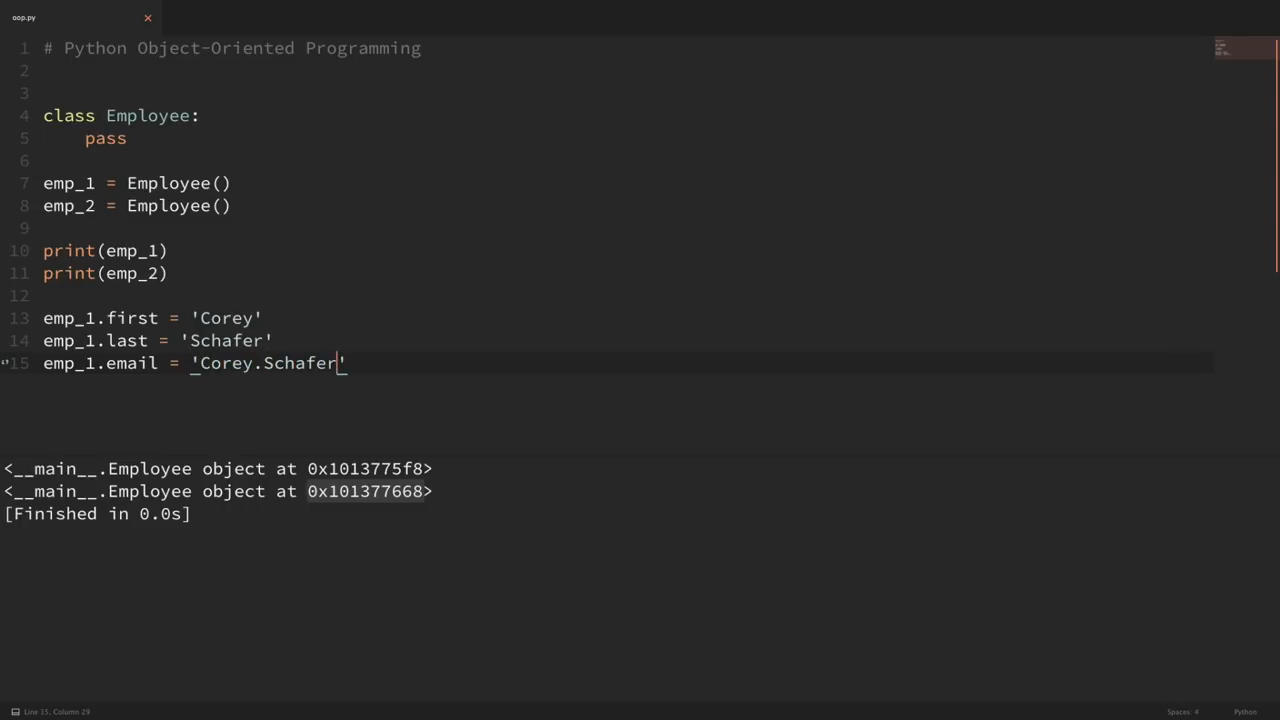 oop.py
1 # Python Object-Oriented Programming
2
3
4 class Employee:
5     pass
6
7 emp_1 = Employee()
8 emp_2 = Employee()
9
10 print(emp_1)
11 print(emp_2)
12
13 emp_1.first = 'Corey'
14 emp_1.last = 'Schafer'
15 emp_1.email = 'Corey.Schafer'
<__main__.Employee object at 0x1013775f8>
<__main__.Employee object at 0x101377668>
[Finished in 0.0s]
Line 15, Column 29
Spaces: 4
Python